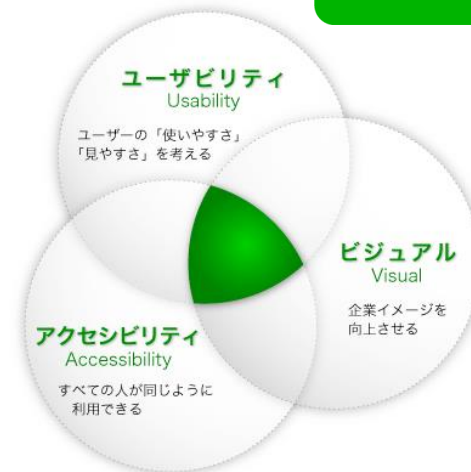 ユーザビリティ
Usability
ユーザーの「使いやすさ」
「見やすさ」を考える
ビジュアル
Visual
企業イメージを
向上させる
アクセシビリティ
Accessibility
すべての人が同じように
利用できる